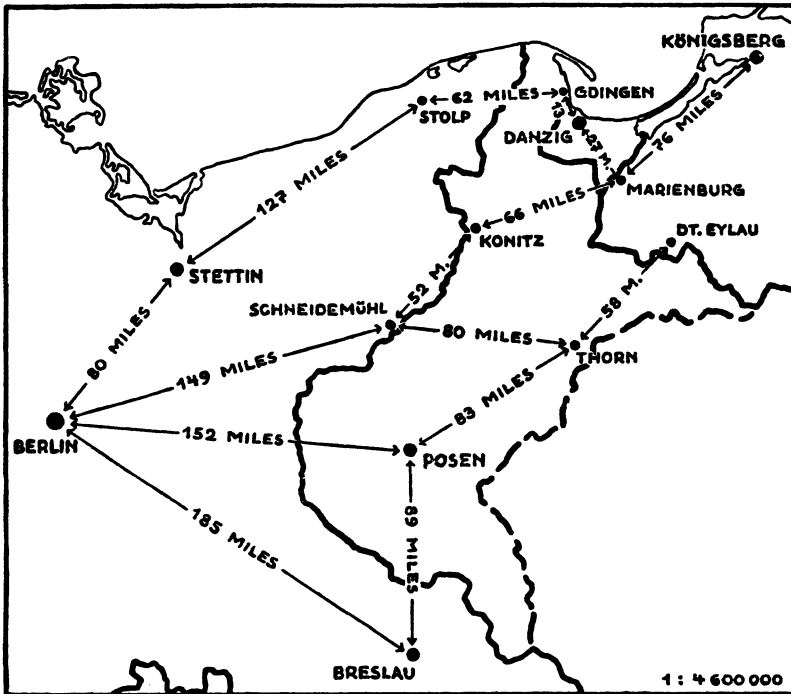 KÖNIGSBERG
62 MILES
GDINGEN
STOLP
13
DANZIG
27 M.
76 MILES
127 MILES
MARIENBURG
66 MILES
KONITZ
DT. EYLAU
STETTIN
52 M.
58 M.
SCHNEIDEMÜHL
80 MILES
80 MILES
THORN
149 MILES
83 MILES
BERLIN
152 MILES
POSEN
185 MILES
89 MILES
BRESLAU
1 : 4 600 000